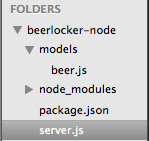 FOLDERS
beerlocker-node
models
beer.js
node_modules
package.json
server.js